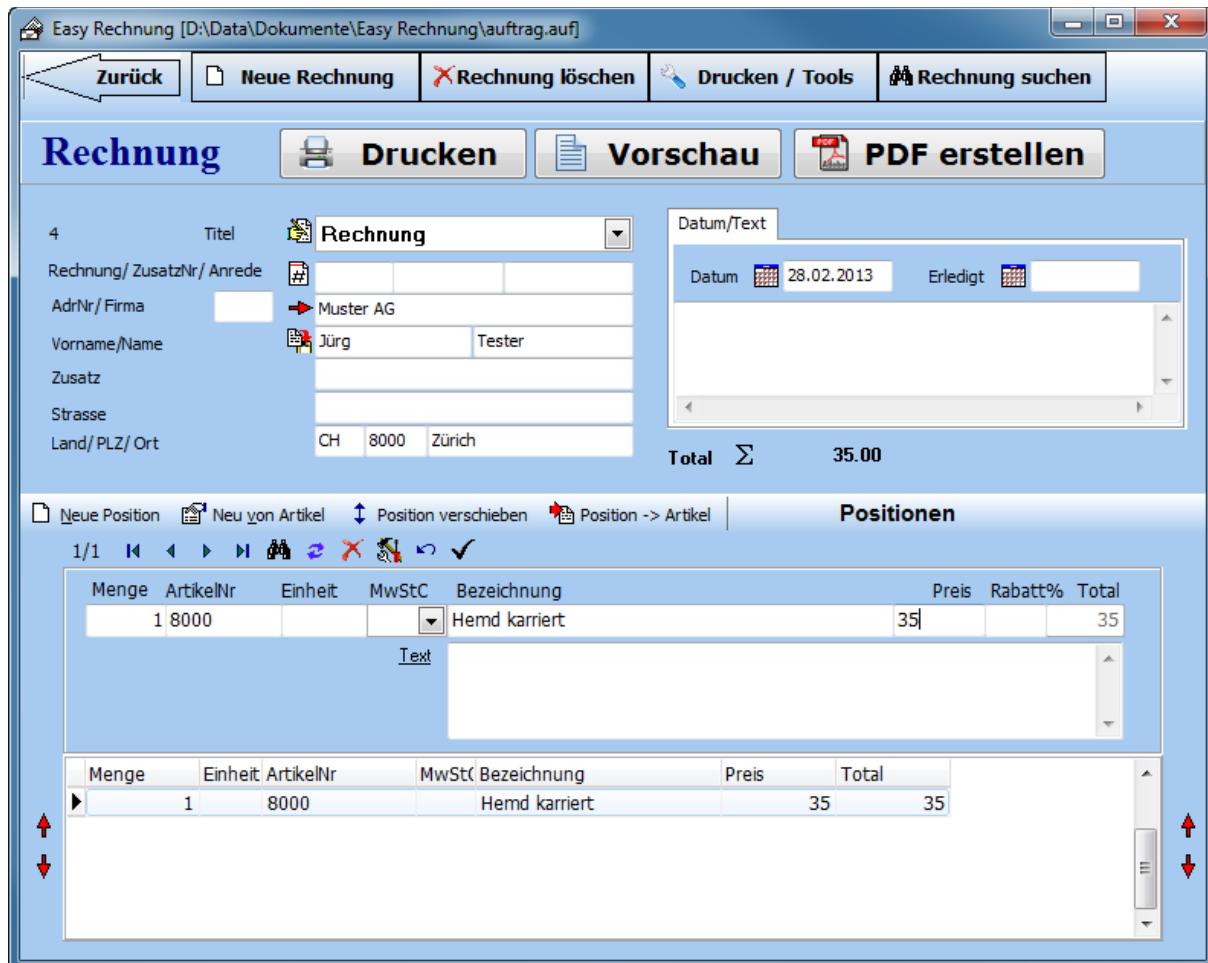 Easy Rechnung [D:\Data\Dokumente\Easy Rechnung\auftrag.auf]
Zurück Neue Rechnung Rechnung löschen Drucken / Tools Rechnung suchen
Rechnung Drucken Vorschau PDF erstellen
4 Titel Rechnung
Rechnung/ ZusatzNr/ Anrede
AdrNr/ Firma Muster AG
Vorname/Name Jürg Tester
Zusatz
Strasse
Land/ PLZ/ Ort CH 8000 Zürich
Datum/Text
Datum 28.02.2013 Erledigt
Total Σ 35.00
Neue Position Neu von Artikel Position verschieben Position -> Artikel Positionen
1/1
Menge ArtikelNr Einheit MwStC Bezeichnung Preis Rabatt% Total
1 8000 Hemd karriert 35 35
Text
Menge Einheit ArtikelNr MwSt( Bezeichnung Preis Total
1 8000 Hemd karriert 35 35